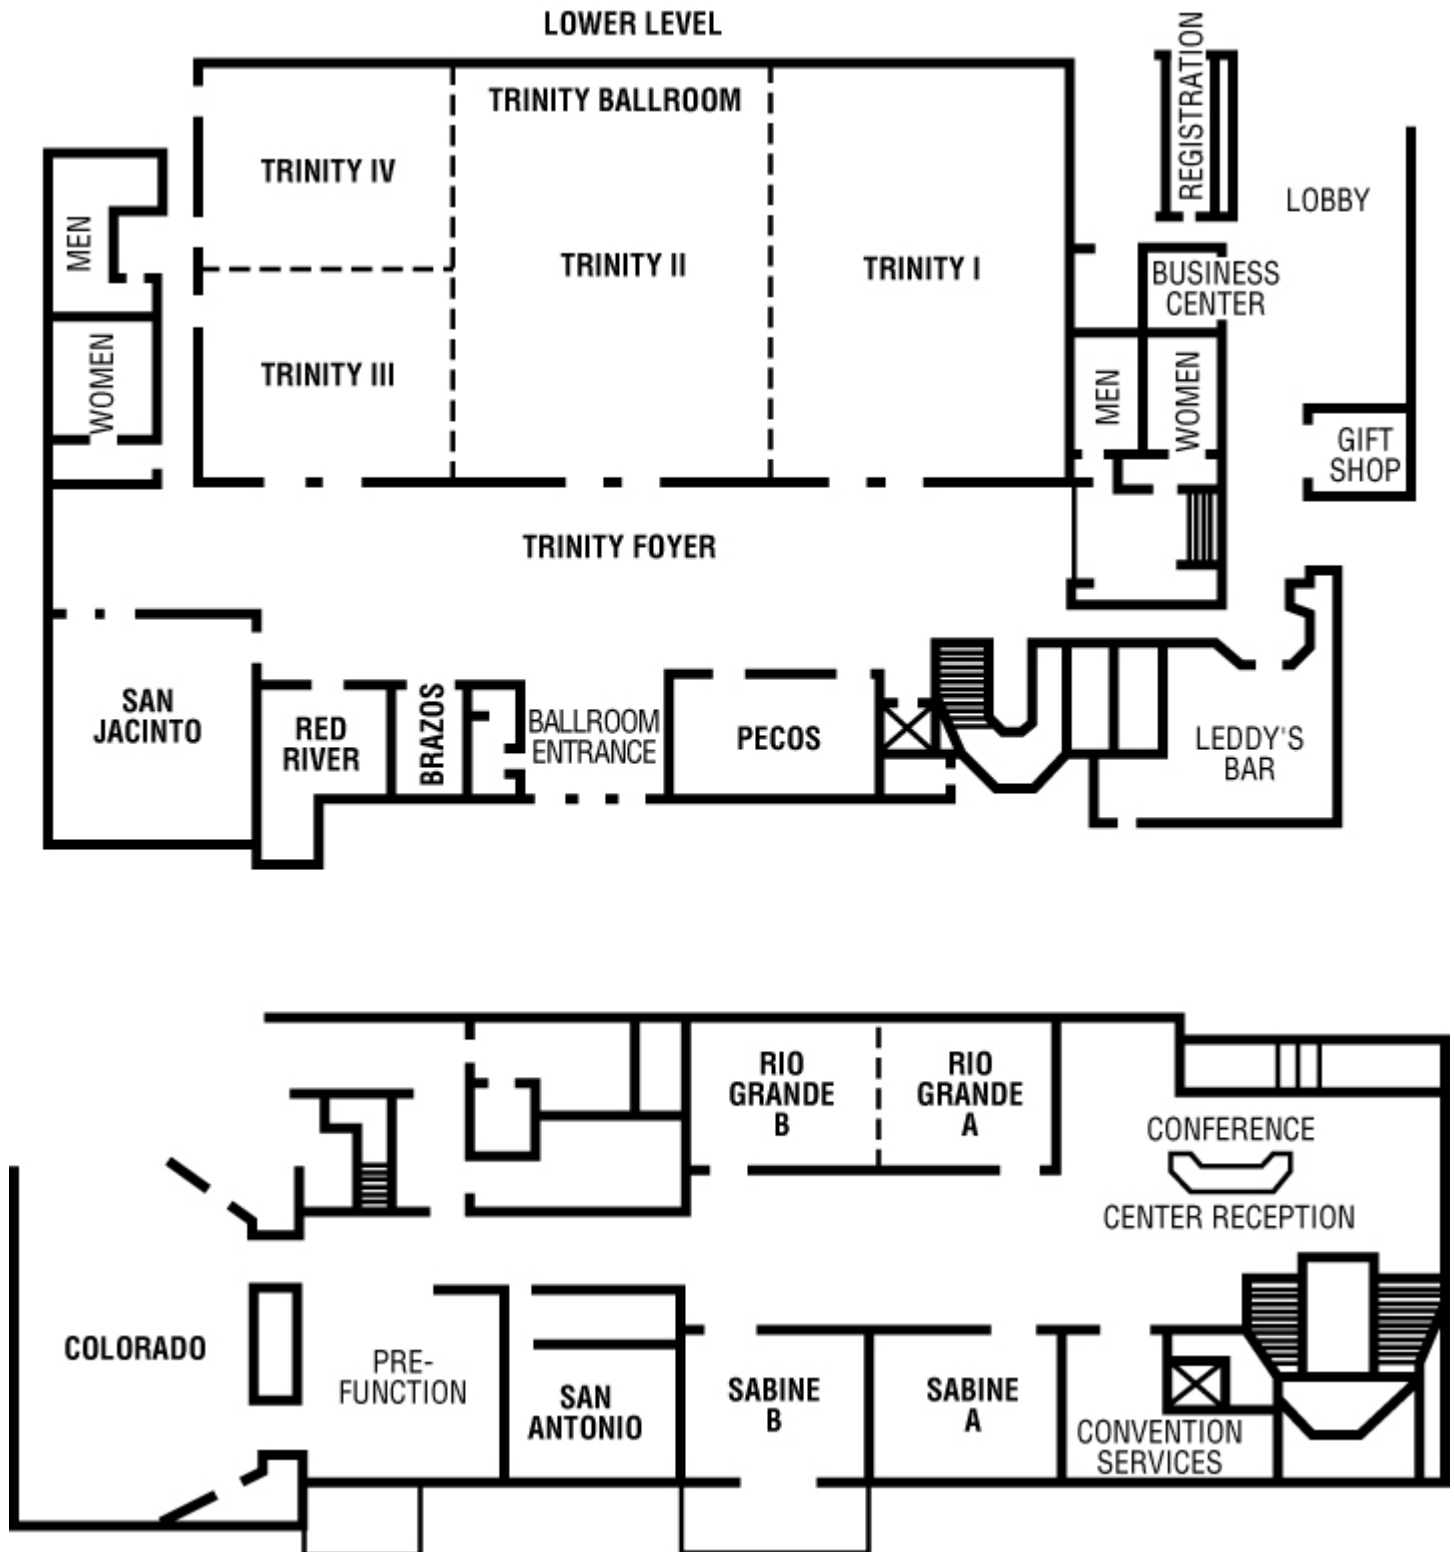 LOWER LEVEL
TRINITY BALLROOM
TRINITY IV
TRINITY II
TRINITY I
TRINITY III
MEN
WOMEN
REGISTRATION
LOBBY
BUSINESS
CENTER
MEN
WOMEN
GIFT
SHOP
TRINITY FOYER
SAN
JACINTO
RED
RIVER
BRAZOS
BALLROOM
ENTRANCE
PECOS
LEDDY'S
BAR
RIO
GRANDE
B
RIO
GRANDE
A
CONFERENCE
CENTER RECEPTION
COLORADO
PRE-
FUNCTION
SAN
ANTONIO
SABINE
B
SABINE
A
CONVENTION
SERVICES